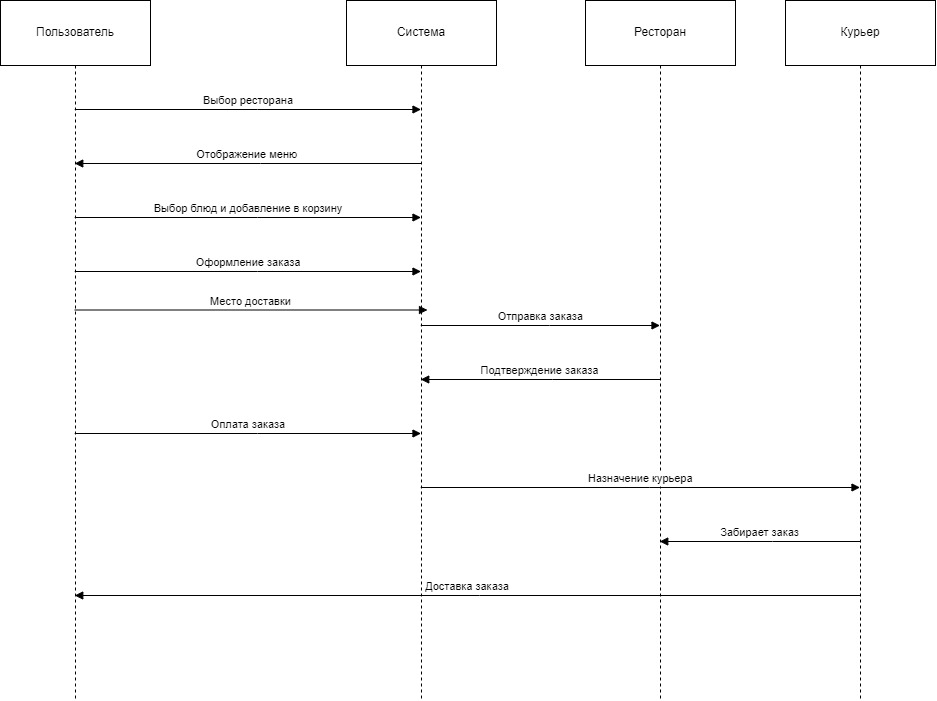 Пользователь
Система
Ресторан
Курьер
Выбор ресторана
Отображение меню
Выбор блюд и добавление в корзину
Оформление заказа
Место доставки
Отправка заказа
Подтверждение заказа
Оплата заказа
Назначение курьера
Забирает заказ
Доставка заказа